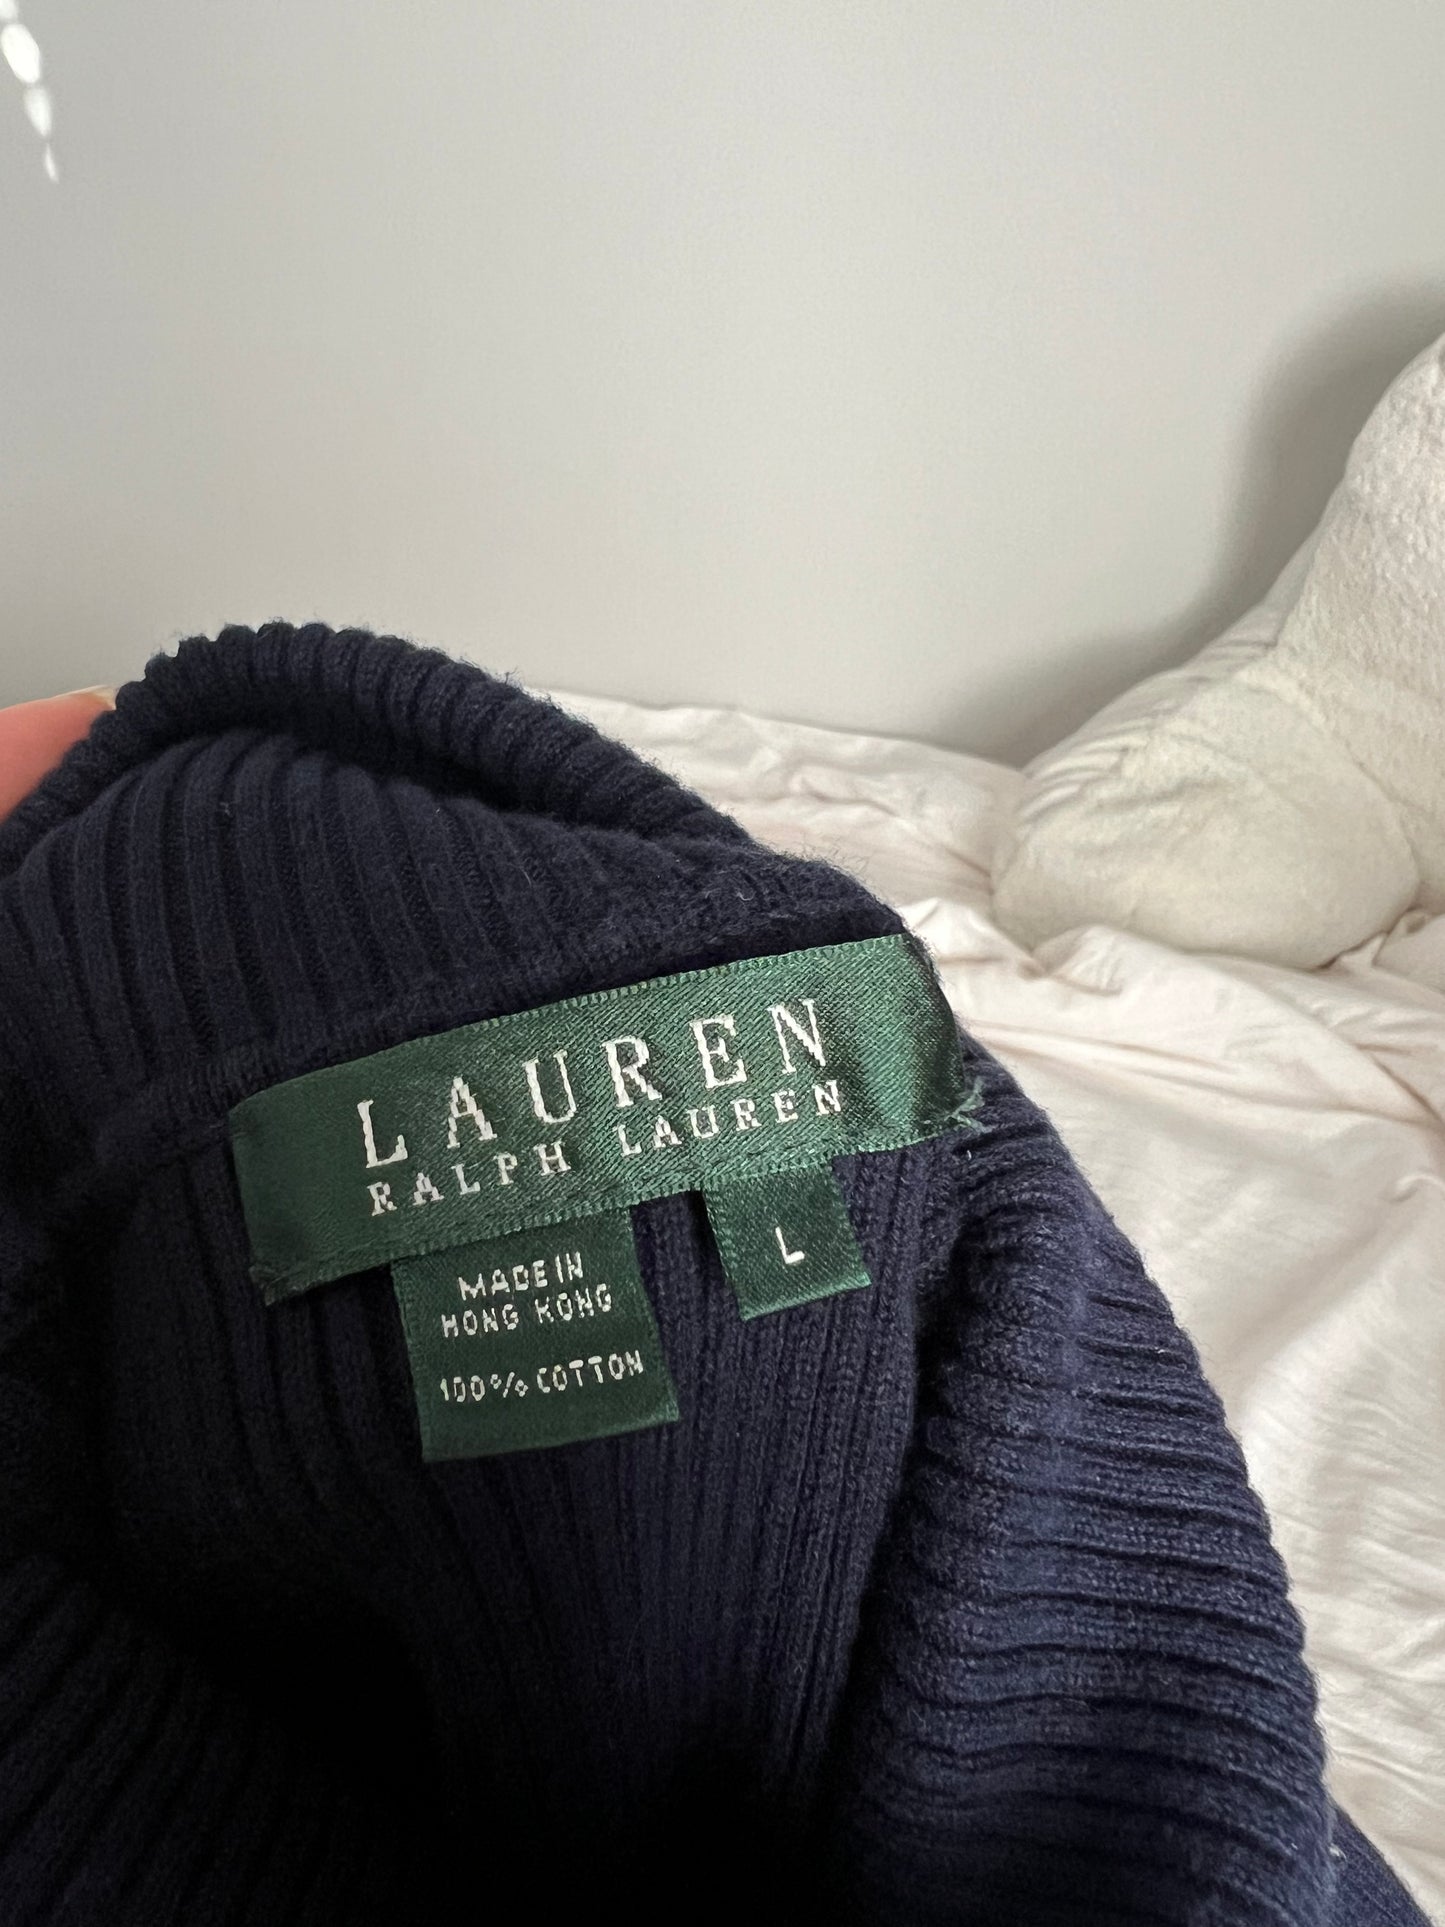 LAUREN
RALPH LAUREN
L
MADE IN
HONG KONG
100% COTTON